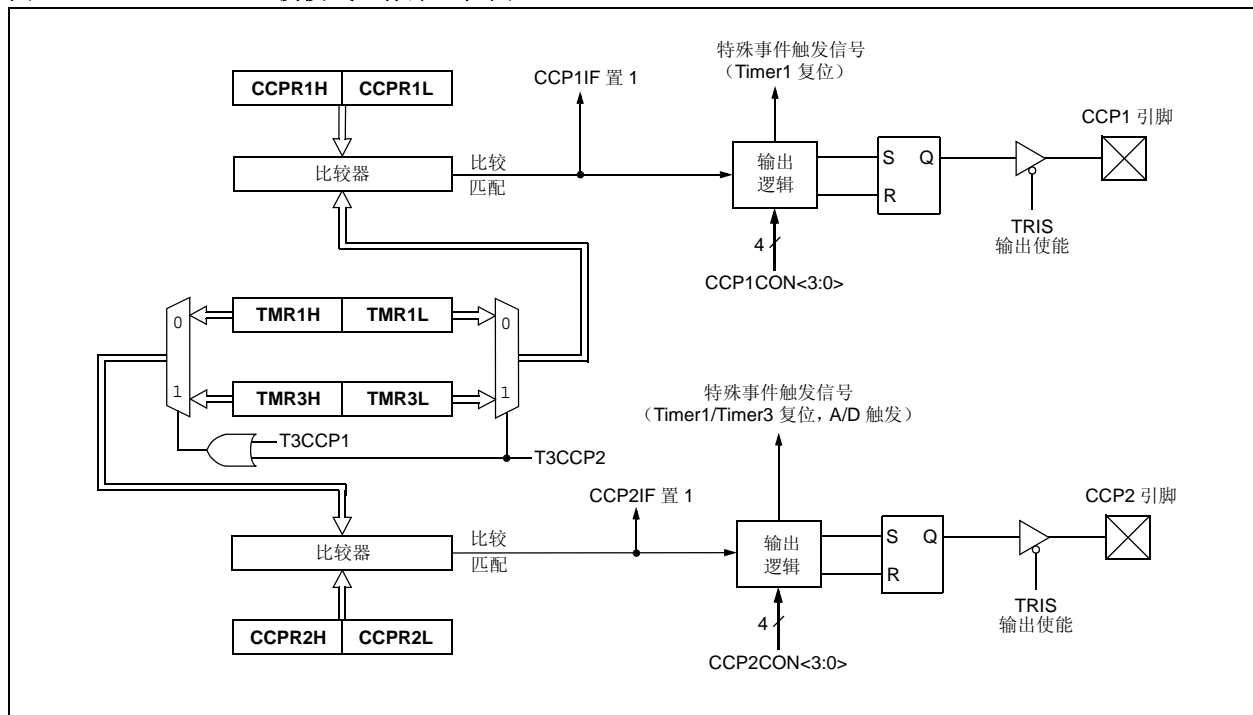 特殊事件触发信号
（Timer1 复位）
CCP1IF 置 1
CCPR1H CCPR1L
CCP1 引脚
比较器
比较
匹配
输出
逻辑
S Q
R
TRIS
输出使能
4
CCP1CON<3:0>
0 TMR1H TMR1L 0
1 TMR3H TMR3L 1
T3CCP1
T3CCP2
特殊事件触发信号
（Timer1/Timer3 复位，A/D 触发）
CCP2IF 置 1
CCP2 引脚
比较器
比较
匹配
输出
逻辑
S Q
R
TRIS
输出使能
4
CCPR2H CCPR2L
CCP2CON<3:0>